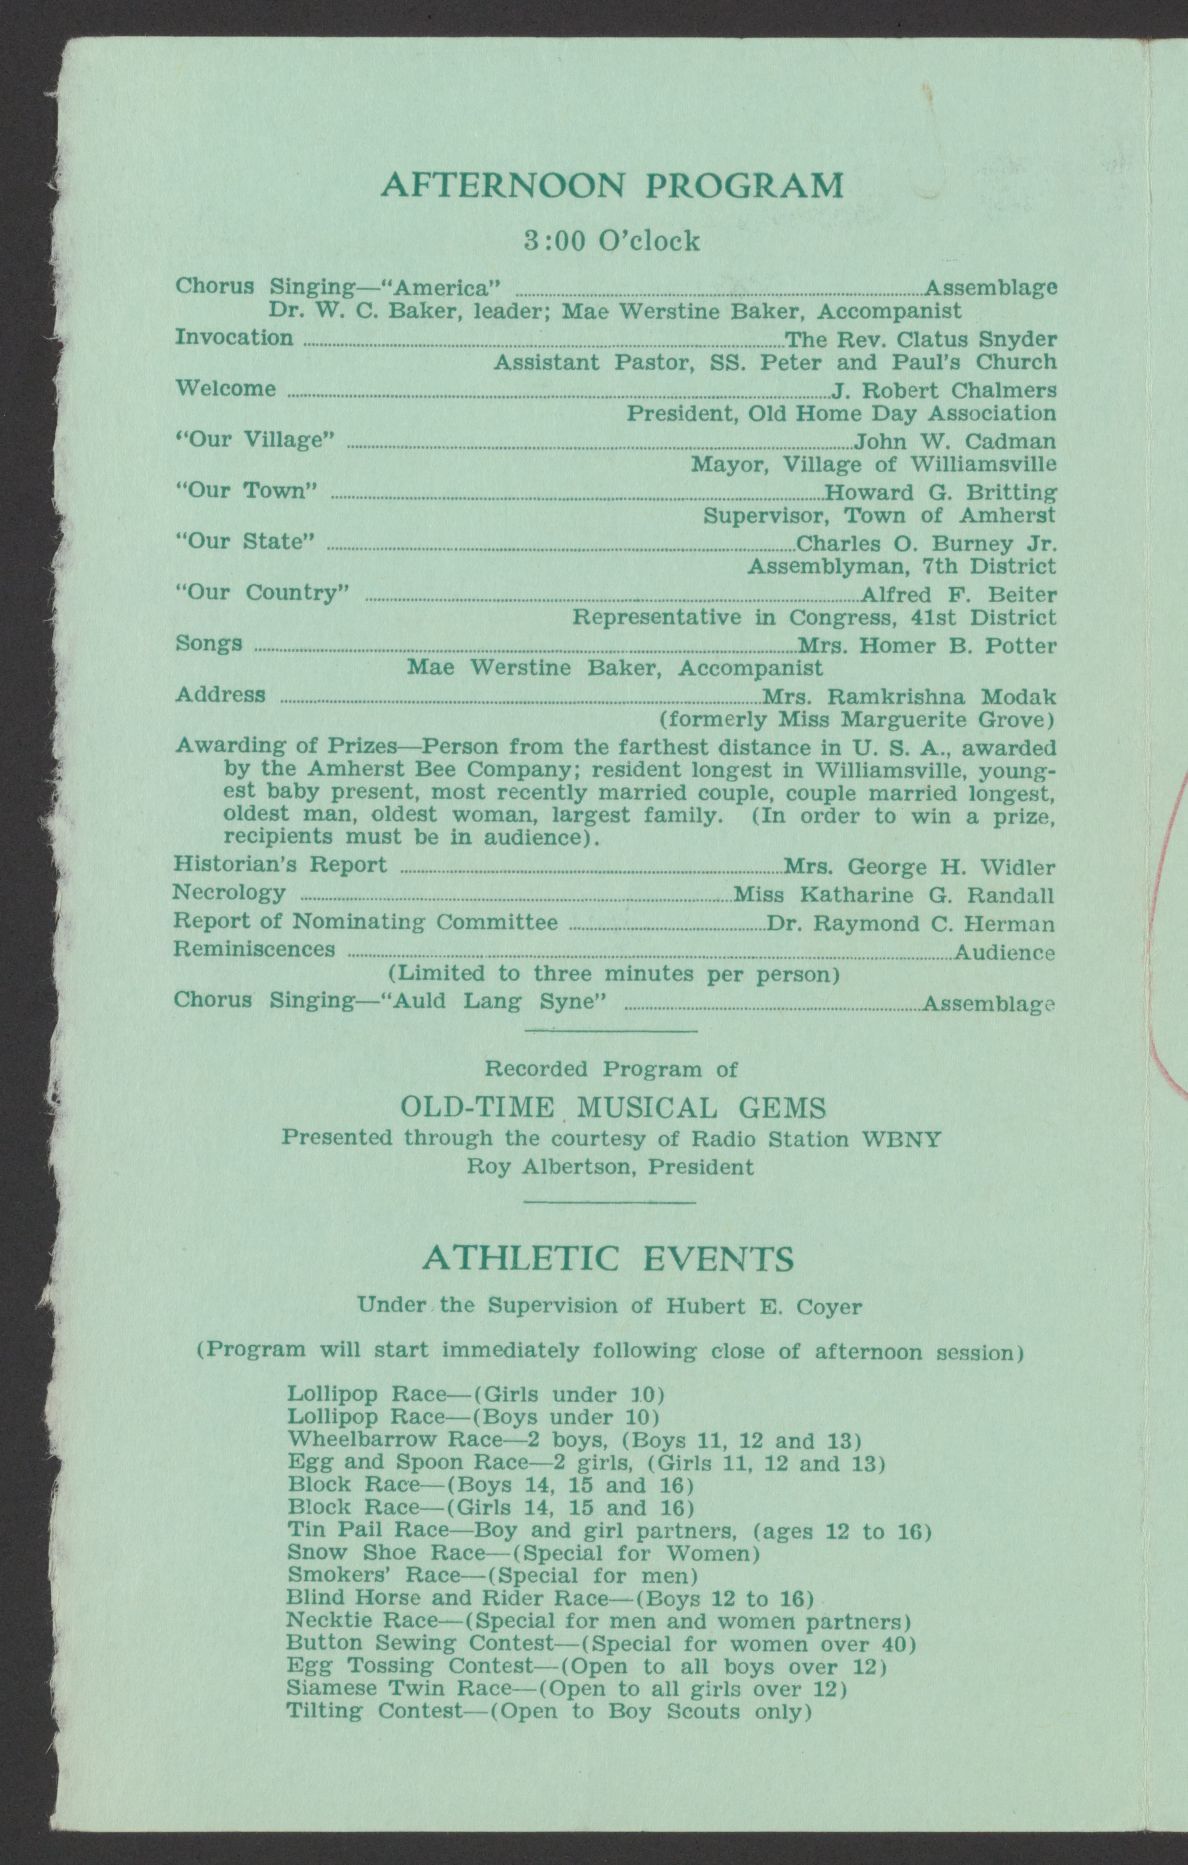 AFTERNOON PROGRAM
3:00 O'clock
Chorus Singing—"America" ........ Assemblage
Dr. W. C. Baker, leader; Mae Werstine Baker, Accompanist
Invocation ........ The Rev. Clatus Snyder
Assistant Pastor, SS. Peter and Paul's Church
Welcome ........ J. Robert Chalmers
President, Old Home Day Association
"Our Village" ........ John W. Cadman
Mayor, Village of Williamsville
"Our Town" ........ Howard G. Britting
Supervisor, Town of Amherst
"Our State" ........ Charles O. Burney Jr.
Assemblyman, 7th District
"Our Country" ........ Alfred F. Beiter
Representative in Congress, 41st District
Songs ........ Mrs. Homer B. Potter
Mae Werstine Baker, Accompanist
Address ........ Mrs. Ramkrishna Modak
(formerly Miss Marguerite Grove)
Awarding of Prizes—Person from the farthest distance in U. S. A., awarded
by the Amherst Bee Company; resident longest in Williamsville, young-
est baby present, most recently married couple, couple married longest,
oldest man, oldest woman, largest family. (In order to win a prize,
recipients must be in audience).
Historian's Report ........ Mrs. George H. Widler
Necrology ........ Miss Katharine G. Randall
Report of Nominating Committee ........ Dr. Raymond C. Herman
Reminiscences ........ Audience
(Limited to three minutes per person)
Chorus Singing—"Auld Lang Syne" ........ Assemblage
Recorded Program of
OLD-TIME MUSICAL GEMS
Presented through the courtesy of Radio Station WBNY
Roy Albertson, President
ATHLETIC EVENTS
Under the Supervision of Hubert E. Coyer
(Program will start immediately following close of afternoon session)
Lollipop Race—(Girls under 10)
Lollipop Race—(Boys under 10)
Wheelbarrow Race—2 boys, (Boys 11, 12 and 13)
Egg and Spoon Race—2 girls, (Girls 11, 12 and 13)
Block Race—(Boys 14, 15 and 16)
Block Race—(Girls 14, 15 and 16)
Tin Pail Race—Boy and girl partners, (ages 12 to 16)
Snow Shoe Race—(Special for Women)
Smokers' Race—(Special for men)
Blind Horse and Rider Race—(Boys 12 to 16)
Necktie Race—(Special for men and women partners)
Button Sewing Contest—(Special for women over 40)
Egg Tossing Contest—(Open to all boys over 12)
Siamese Twin Race—(Open to all girls over 12)
Tilting Contest—(Open to Boy Scouts only)